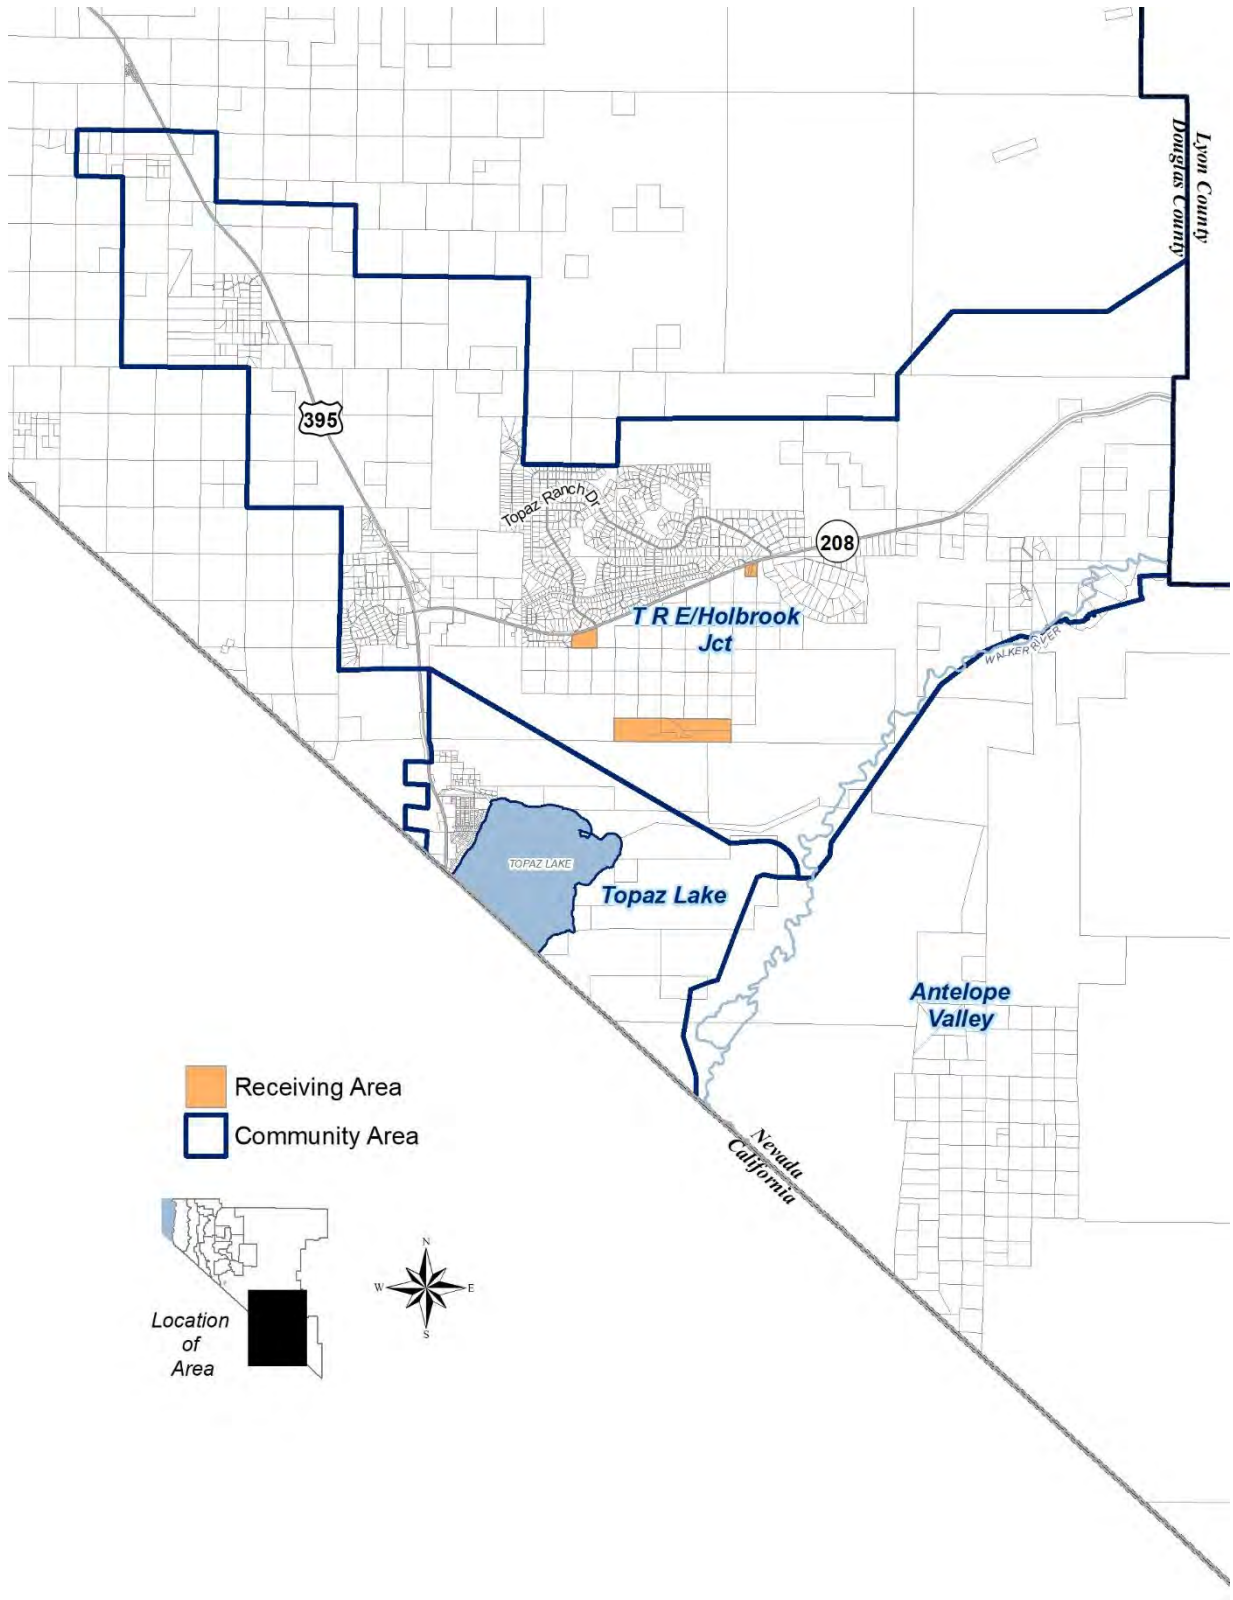 Lyon County
Douglas County
395
Topaz Ranch Dr
208
T R E/Holbrook
Jct
WALKER RIVER
TOPAZ LAKE
Topaz Lake
Antelope
Valley
Receiving Area
Community Area
Nevada
California
N
W
E
S
Location
of
Area